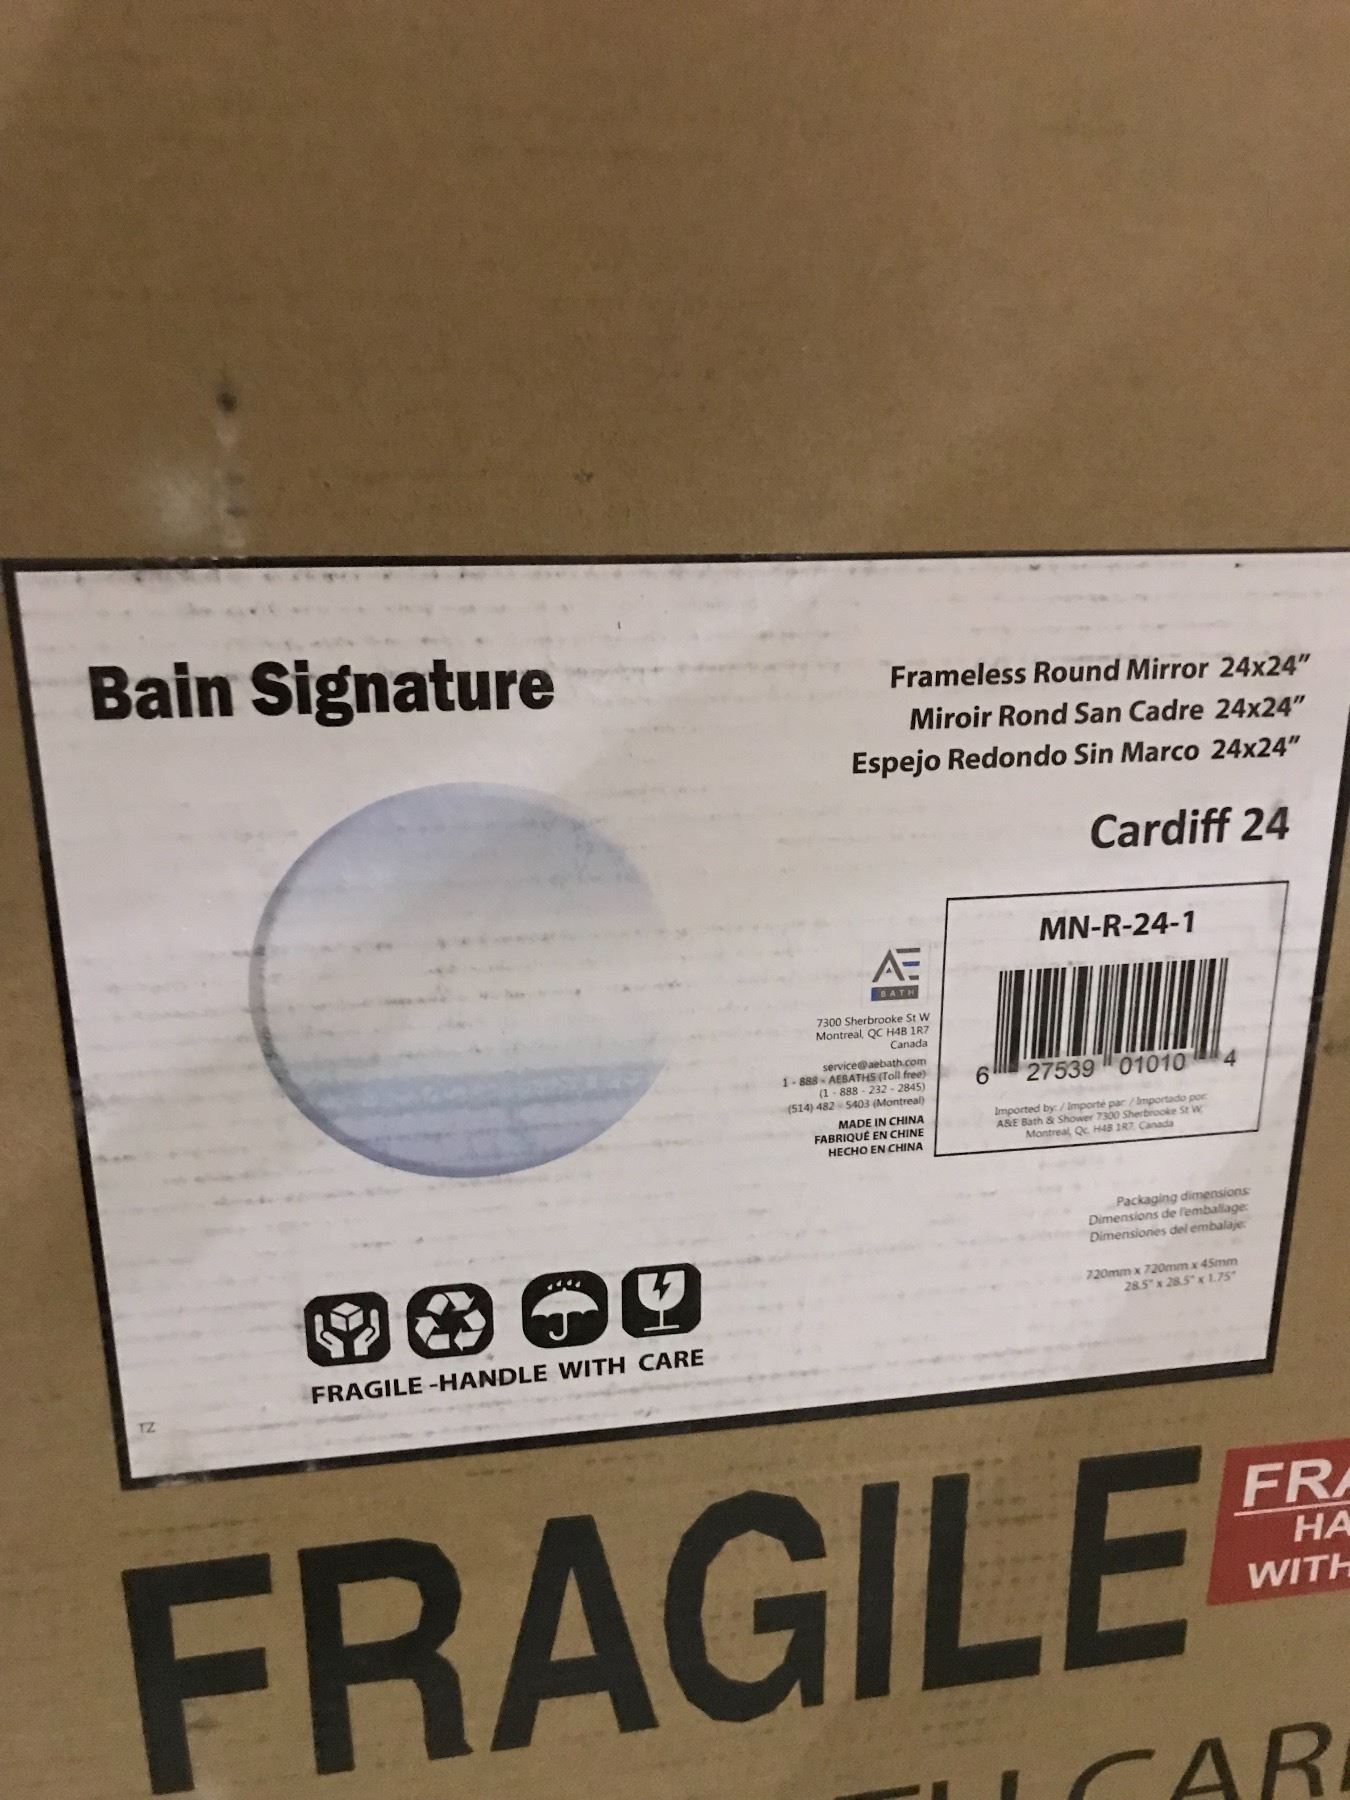 Bain Signature
Frameless Round Mirror 24x24"
Miroir Rond San Cadre 24x24"
Espejo Redondo Sin Marco 24x24"
Cardiff 24
MN-R-24-1
6 27539 01010 4
Imported by: / Importé par: / Importado por:
A&E Bath & Shower 7300 Sherbrooke St W,
Montreal, Qc, H4B 1R7, Canada
AE
BATH
7300 Sherbrooke St W
Montreal, QC H4B 1R7
Canada
service@aebath.com
1 - 888 - AEBATH5 (Toll free)
(1 - 888 - 232 - 2845)
(514) 482 - 5403 (Montreal)
MADE IN CHINA
FABRIQUÉ EN CHINE
HECHO EN CHINA
Packaging dimensions:
Dimensions de l'emballage:
Dimensiones del embalaje:
720mm x 720mm x 45mm
28.5" x 28.5" x 1.75"
FRAGILE -HANDLE WITH CARE
TZ
FRAGILE
FRA
HA
WITH
TH CAR